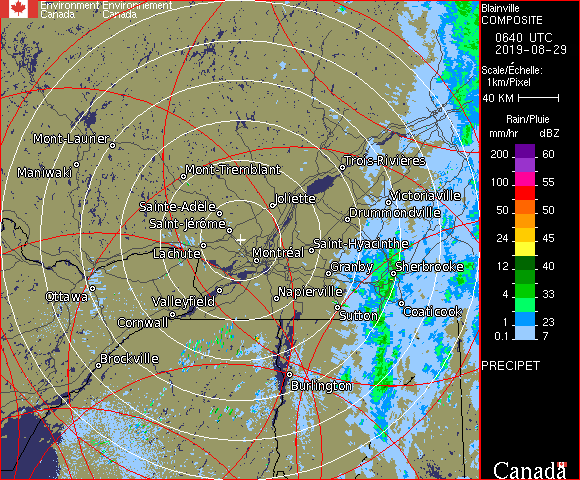 Environment Environnement
Canada Canada
Blainville
COMPOSITE
0640 UTC
2019-08-29
Scale/Échelle:
1km/Pixel
40 KM
Rain/Pluie
mm/hr dBZ
200 60
100 55
50 50
24 45
12 40
4 33
1 23
0.1 7
PRECIPET
Canada
Mont-Laurier
Maniwaki
Mont-Tremblant
Trois-Rivières
Joliette
Victoriaville
Sainte-Adèle
Drummondville
Saint-Jérôme
Saint-Hyacinthe
Lachute
Montréal
Granby
Sherbrooke
Ottawa
Valleyfield
Napierville
Coaticook
Cornwall
Sutton
Brockville
Burlington